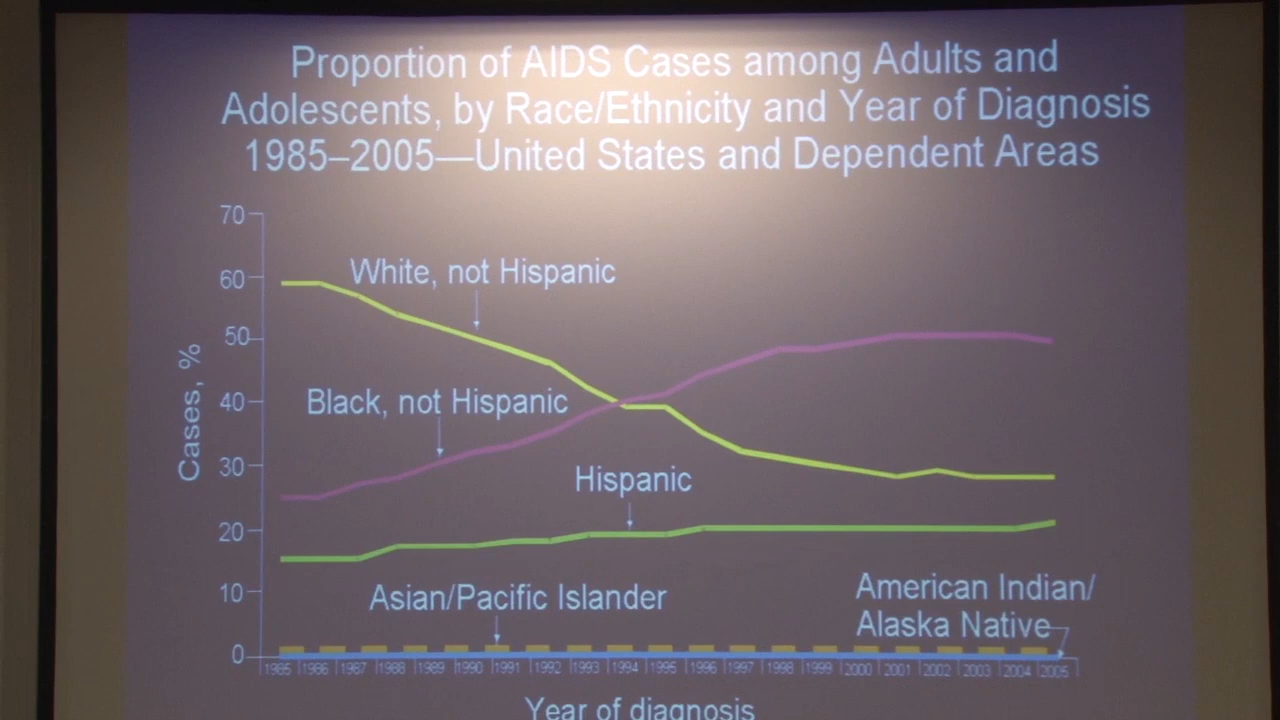 Proportion of AIDS Cases among Adults and
Adolescents, by Race/Ethnicity and Year of Diagnosis
1985–2005—United States and Dependent Areas
70
60
50
40
30
20
10
0
Cases, %
White, not Hispanic
Black, not Hispanic
Hispanic
Asian/Pacific Islander
American Indian/
Alaska Native
1985 1986 1987 1988 1989 1990 1991 1992 1993 1994 1995 1996 1997 1998 1999 2000 2001 2002 2003 2004 2005
Year of diagnosis